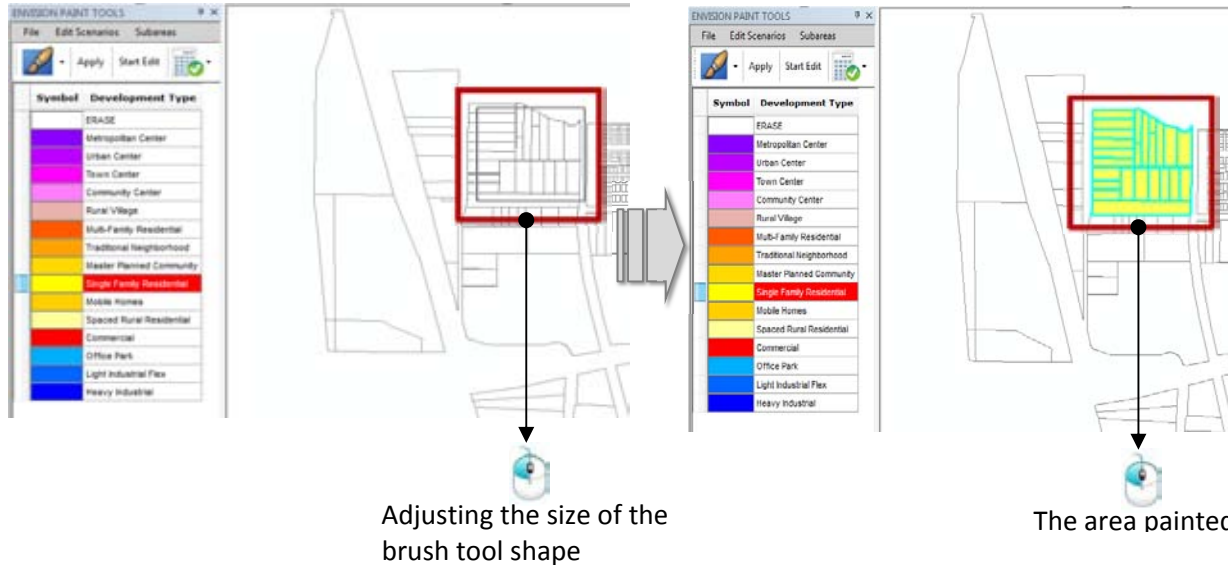 ENVISION PAINT TOOLS
File Edit Scenarios Subareas
Apply Start Edit
Symbol Development Type
ERASE
Metropolitan Center
Urban Center
Town Center
Community Center
Rural Village
Multi-Family Residential
Traditional Neighborhood
Master Planned Community
Single Family Residential
Mobile Homes
Spaced Rural Residential
Commercial
Office Park
Light Industrial Flex
Heavy Industrial
ENVISION PAINT TOOLS
File Edit Scenarios Subareas
Apply Start Edit
Symbol Development Type
ERASE
Metropolitan Center
Urban Center
Town Center
Community Center
Rural Village
Multi-Family Residential
Traditional Neighborhood
Master Planned Community
Single Family Residential
Mobile Homes
Spaced Rural Residential
Commercial
Office Park
Light Industrial Flex
Heavy Industrial
Adjusting the size of the
brush tool shape
The area painted